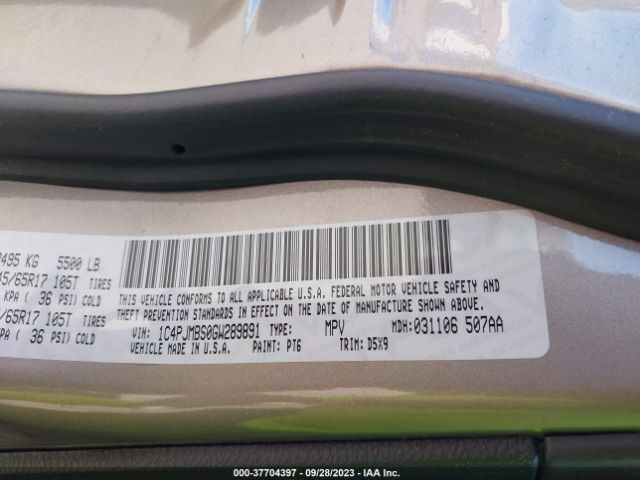 2495 KG 5500 LB
45/65R17 105T TIRES
KPA ( 36 PSI) COLD
/65R17 105T TIRES
KPA ( 36 PSI) COLD
THIS VEHICLE CONFORMS TO ALL APPLICABLE U.S.A. FEDERAL MOTOR VEHICLE SAFETY AND
THEFT PREVENTION STANDARDS IN EFFECT ON THE DATE OF MANUFACTURE SHOWN ABOVE.
VIN: 1C4PJMBS0GW289891 TYPE: MPV MDH: 031106 507AA
VEHICLE MADE IN U.S.A. PAINT: PT6 TRIM: D5X9
000-37704397 - 09/28/2023 - IAA Inc.